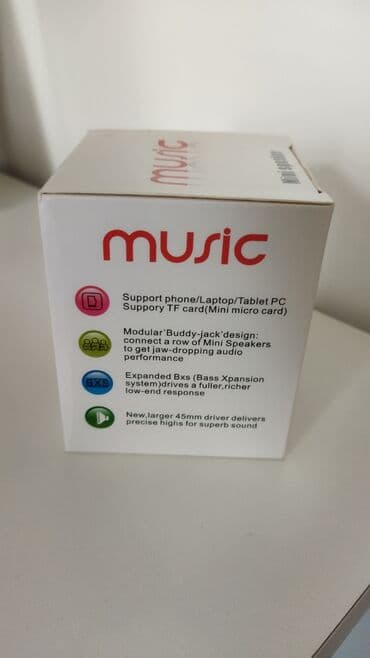 music
Mini speaker
music
Support phone/Laptop/Tablet PC
Suppory TF card(Mini micro card)
Modular'Buddy-jack'design:
connect a row of Mini Speakers
to get jaw-dropping audio
performance
BXS
Expanded Bxs (Bass Xpansion
system)drives a fuller,richer
low-end response
New,larger 45mm driver delivers
precise highs for superb sound